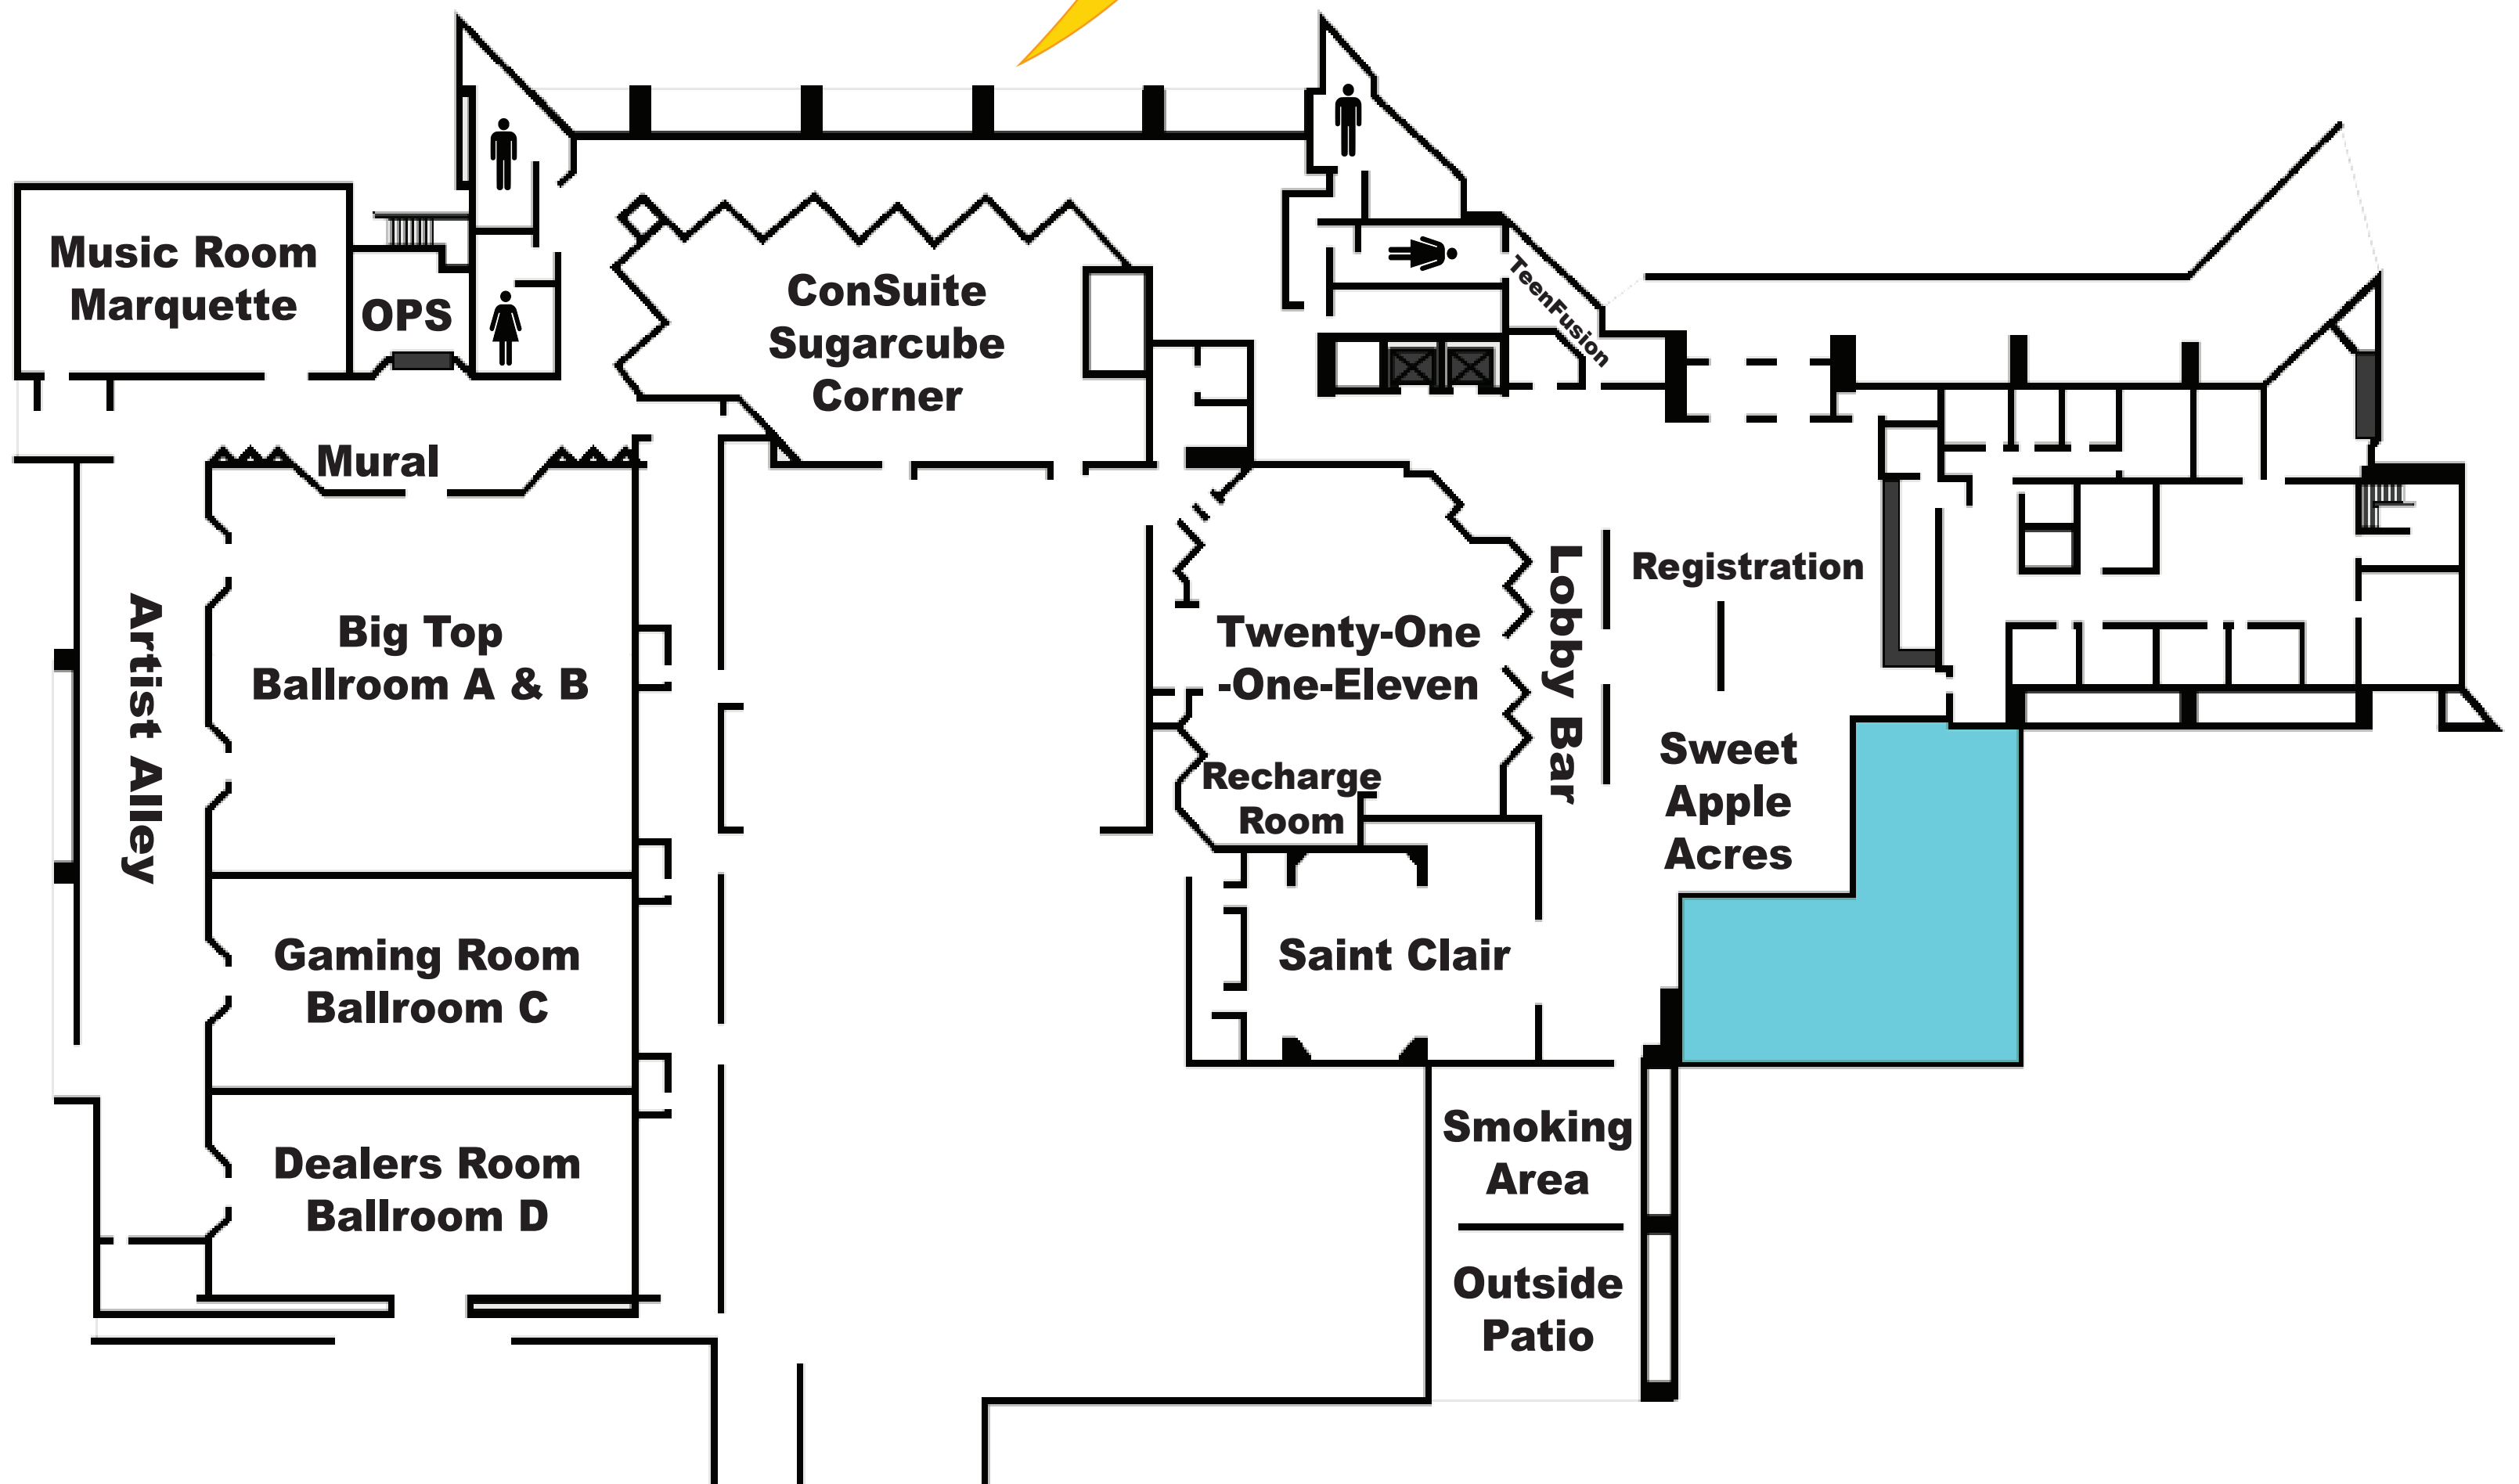 Music Room
Marquette
OPS
ConSuite
Sugarcube
Corner
TeenFusion
Mural
Artist Alley
Big Top
Ballroom A & B
Twenty-One
-One-Eleven
Lobby Bar
Registration
Recharge
Room
Sweet
Apple
Acres
Gaming Room
Ballroom C
Saint Clair
Dealers Room
Ballroom D
Smoking
Area
Outside
Patio